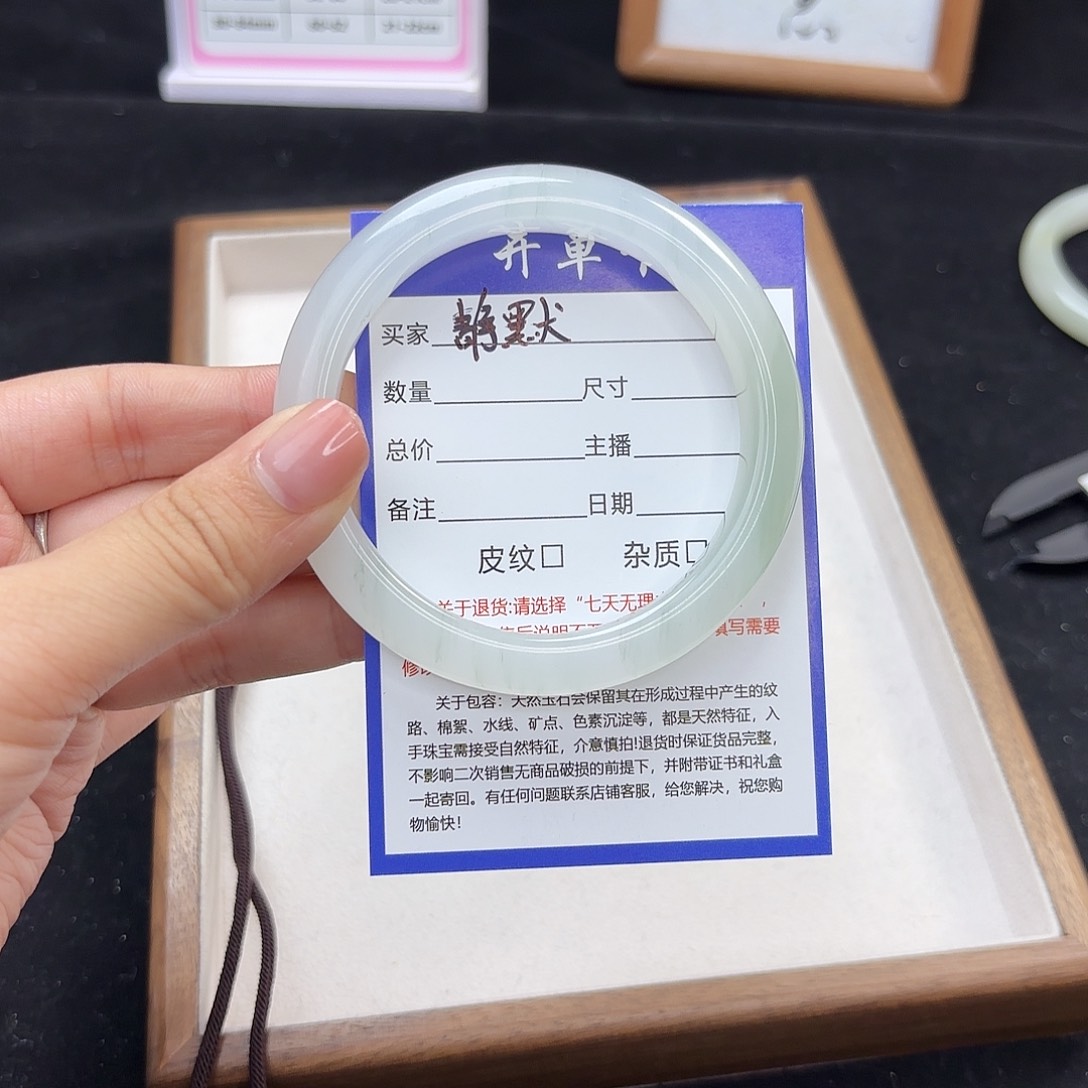 弃单
买家 静默
数量 尺寸
总价 主播
备注 日期
皮纹□ 杂质□
关于退货:请选择“七天无理
填写需要
修
关于包容：天然玉石会保留其在形成过程中产生的纹
路、棉絮、水线、矿点、色素沉淀等，都是天然特征，入
手珠宝需接受自然特征，介意慎拍!退货时保证货品完整，
不影响二次销售无商品破损的前提下，并附带证书和礼盒
一起寄回。有任何问题联系店铺客服，给您解决，祝您购
物愉快！